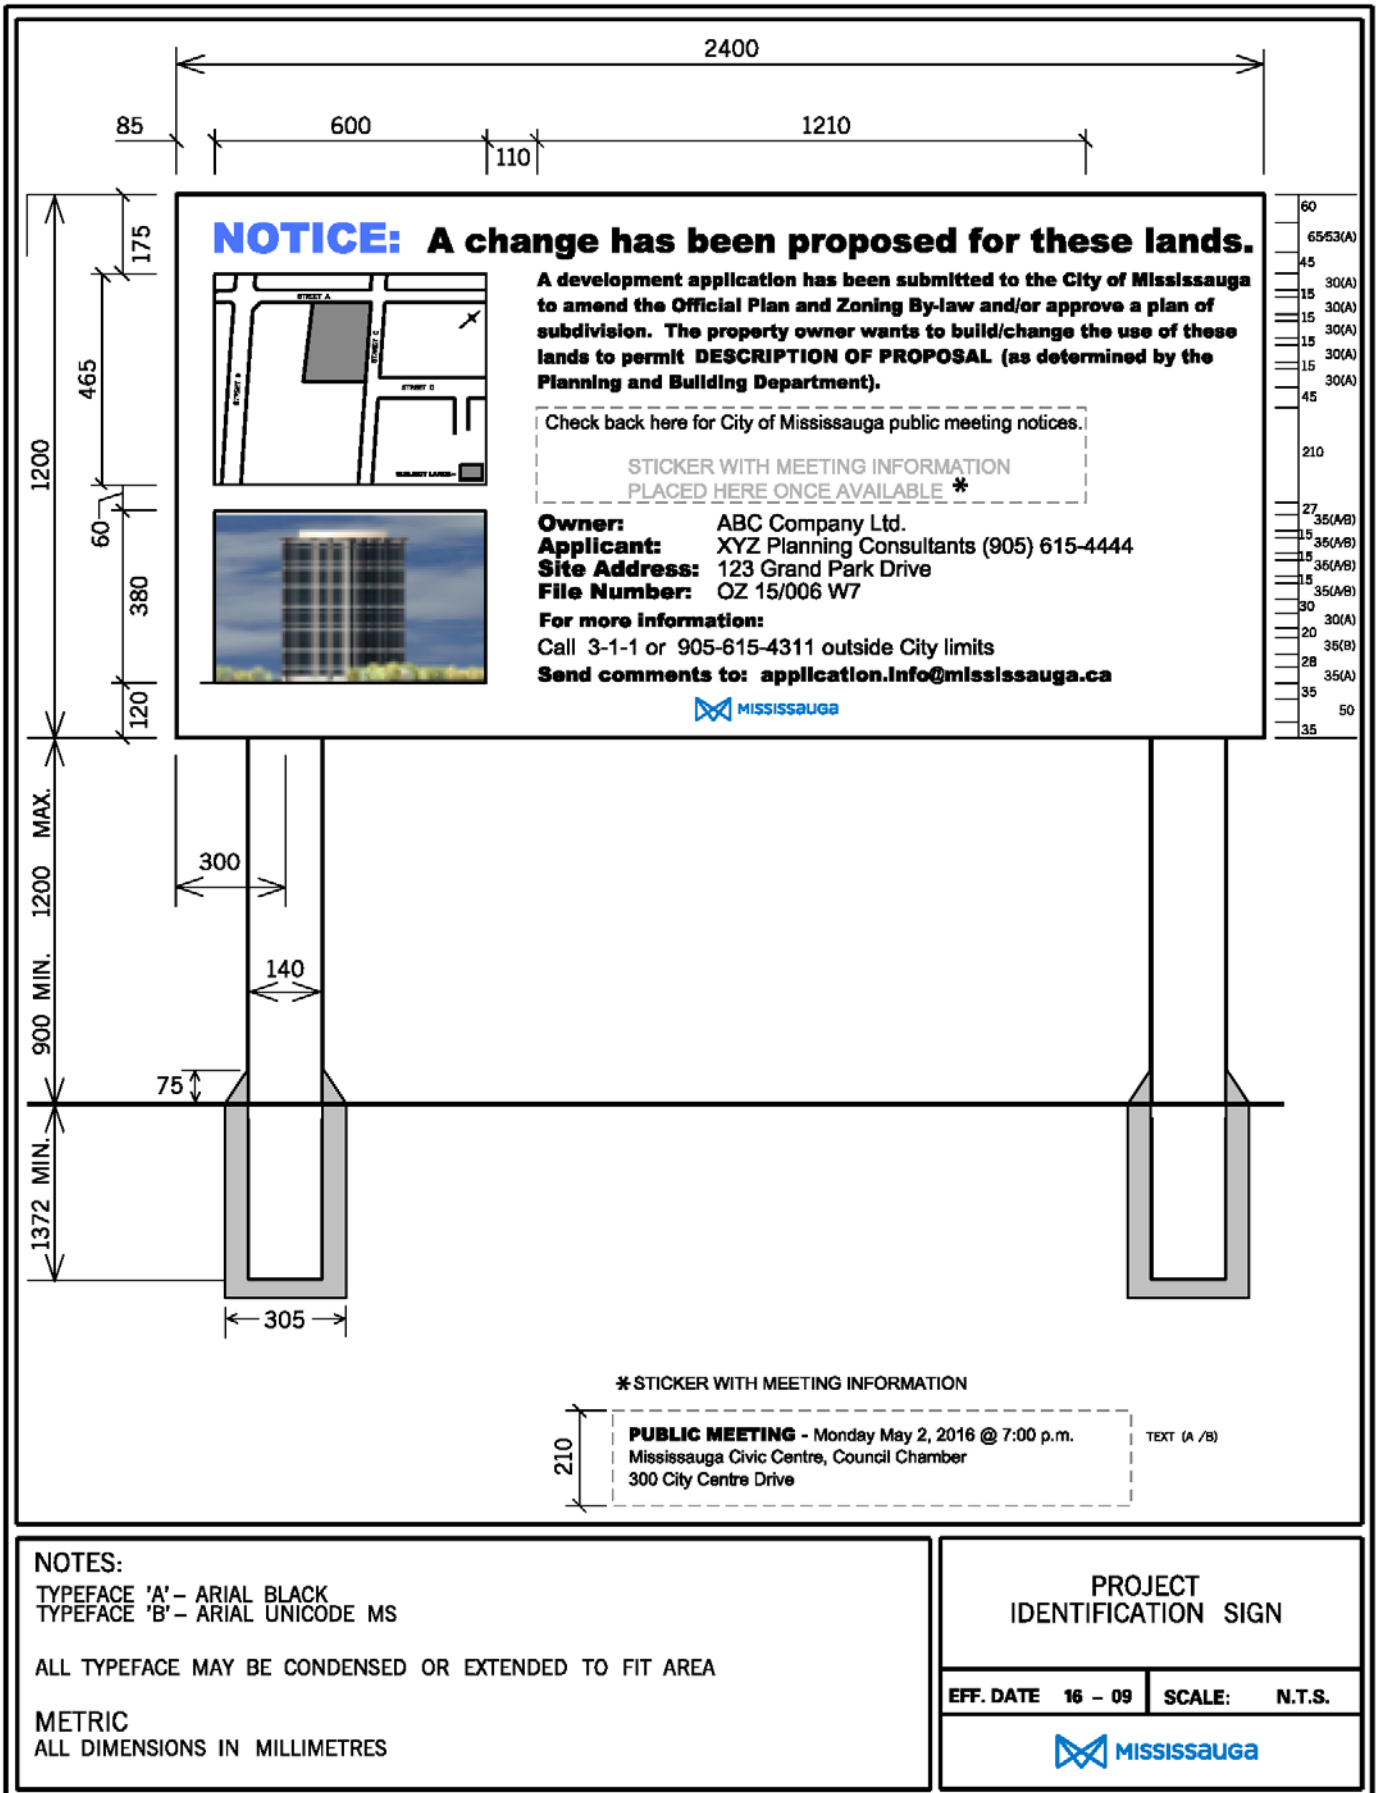 2400
85
600
110
1210
175
465
1200
60
380
120
NOTICE: A change has been proposed for these lands.
STREET A
STREET B
STREET C
STREET D
SUBJECT LANDS-
A development application has been submitted to the City of Mississauga
to amend the Official Plan and Zoning By-law and/or approve a plan of
subdivision. The property owner wants to build/change the use of these
lands to permit DESCRIPTION OF PROPOSAL (as determined by the
Planning and Building Department).
Check back here for City of Mississauga public meeting notices.
STICKER WITH MEETING INFORMATION
PLACED HERE ONCE AVAILABLE *
Owner: ABC Company Ltd.
Applicant: XYZ Planning Consultants (905) 615-4444
Site Address: 123 Grand Park Drive
File Number: OZ 15/006 W7
For more information:
Call 3-1-1 or 905-615-4311 outside City limits
Send comments to: application.info@mississauga.ca
MISSISSAUGA
60
65/53(A)
45
30(A)
15
30(A)
15
30(A)
15
30(A)
15
30(A)
45
210
27
35(A/B)
15
35(A/B)
15
35(A/B)
15
35(A/B)
30
30(A)
20
35(B)
28
35(A)
35
50
35
900 MIN. 1200 MAX.
300
140
75
1372 MIN.
305
* STICKER WITH MEETING INFORMATION
210
PUBLIC MEETING - Monday May 2, 2016 @ 7:00 p.m.
Mississauga Civic Centre, Council Chamber
300 City Centre Drive
TEXT (A /B)
NOTES:
TYPEFACE 'A' – ARIAL BLACK
TYPEFACE 'B' – ARIAL UNICODE MS
ALL TYPEFACE MAY BE CONDENSED OR EXTENDED TO FIT AREA
METRIC
ALL DIMENSIONS IN MILLIMETRES
PROJECT
IDENTIFICATION SIGN
EFF. DATE 16 – 09
SCALE: N.T.S.
MISSISSAUGA